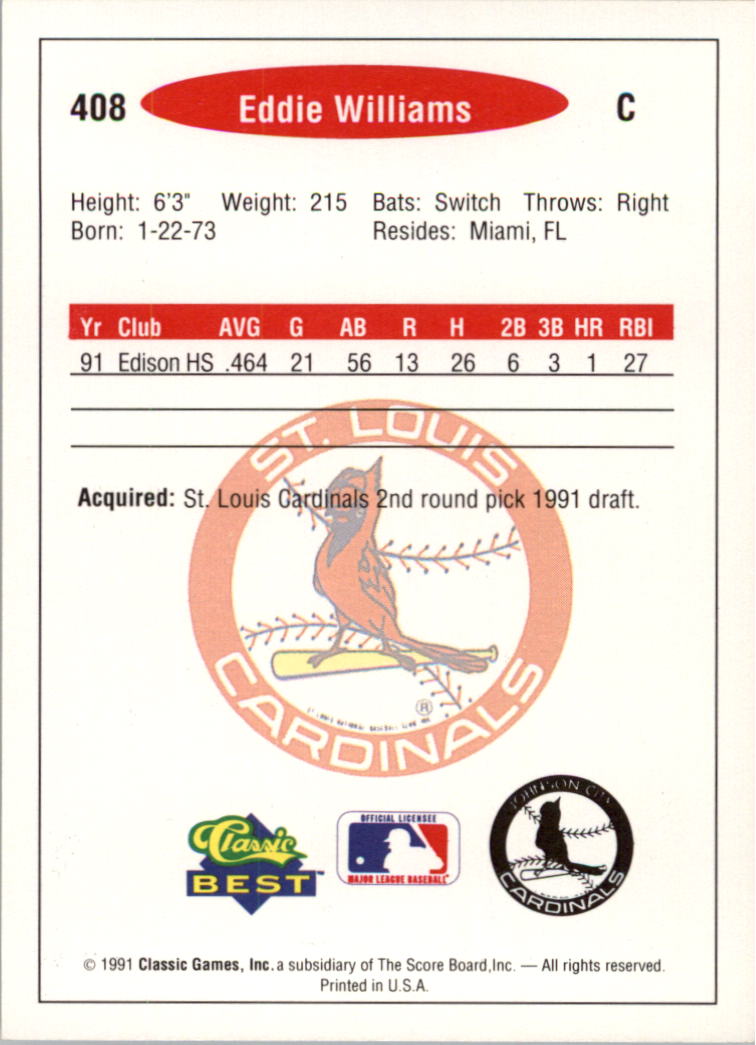 408 Eddie Williams C
Height: 6'3" Weight: 215 Bats: Switch Throws: Right
Born: 1-22-73 Resides: Miami, FL
Yr Club AVG G AB R H 2B 3B HR RBI
91 Edison HS .464 21 56 13 26 6 3 1 27
ST. LOUIS
Acquired: St. Louis Cardinals 2nd round pick 1991 draft.
®
CARDINALS
Classic
BEST™
OFFICIAL LICENSEE
MAJOR LEAGUE BASEBALL
JOHNSON CITY
CARDINALS
© 1991 Classic Games, Inc. a subsidiary of The Score Board,Inc. — All rights reserved.
Printed in U.S.A.